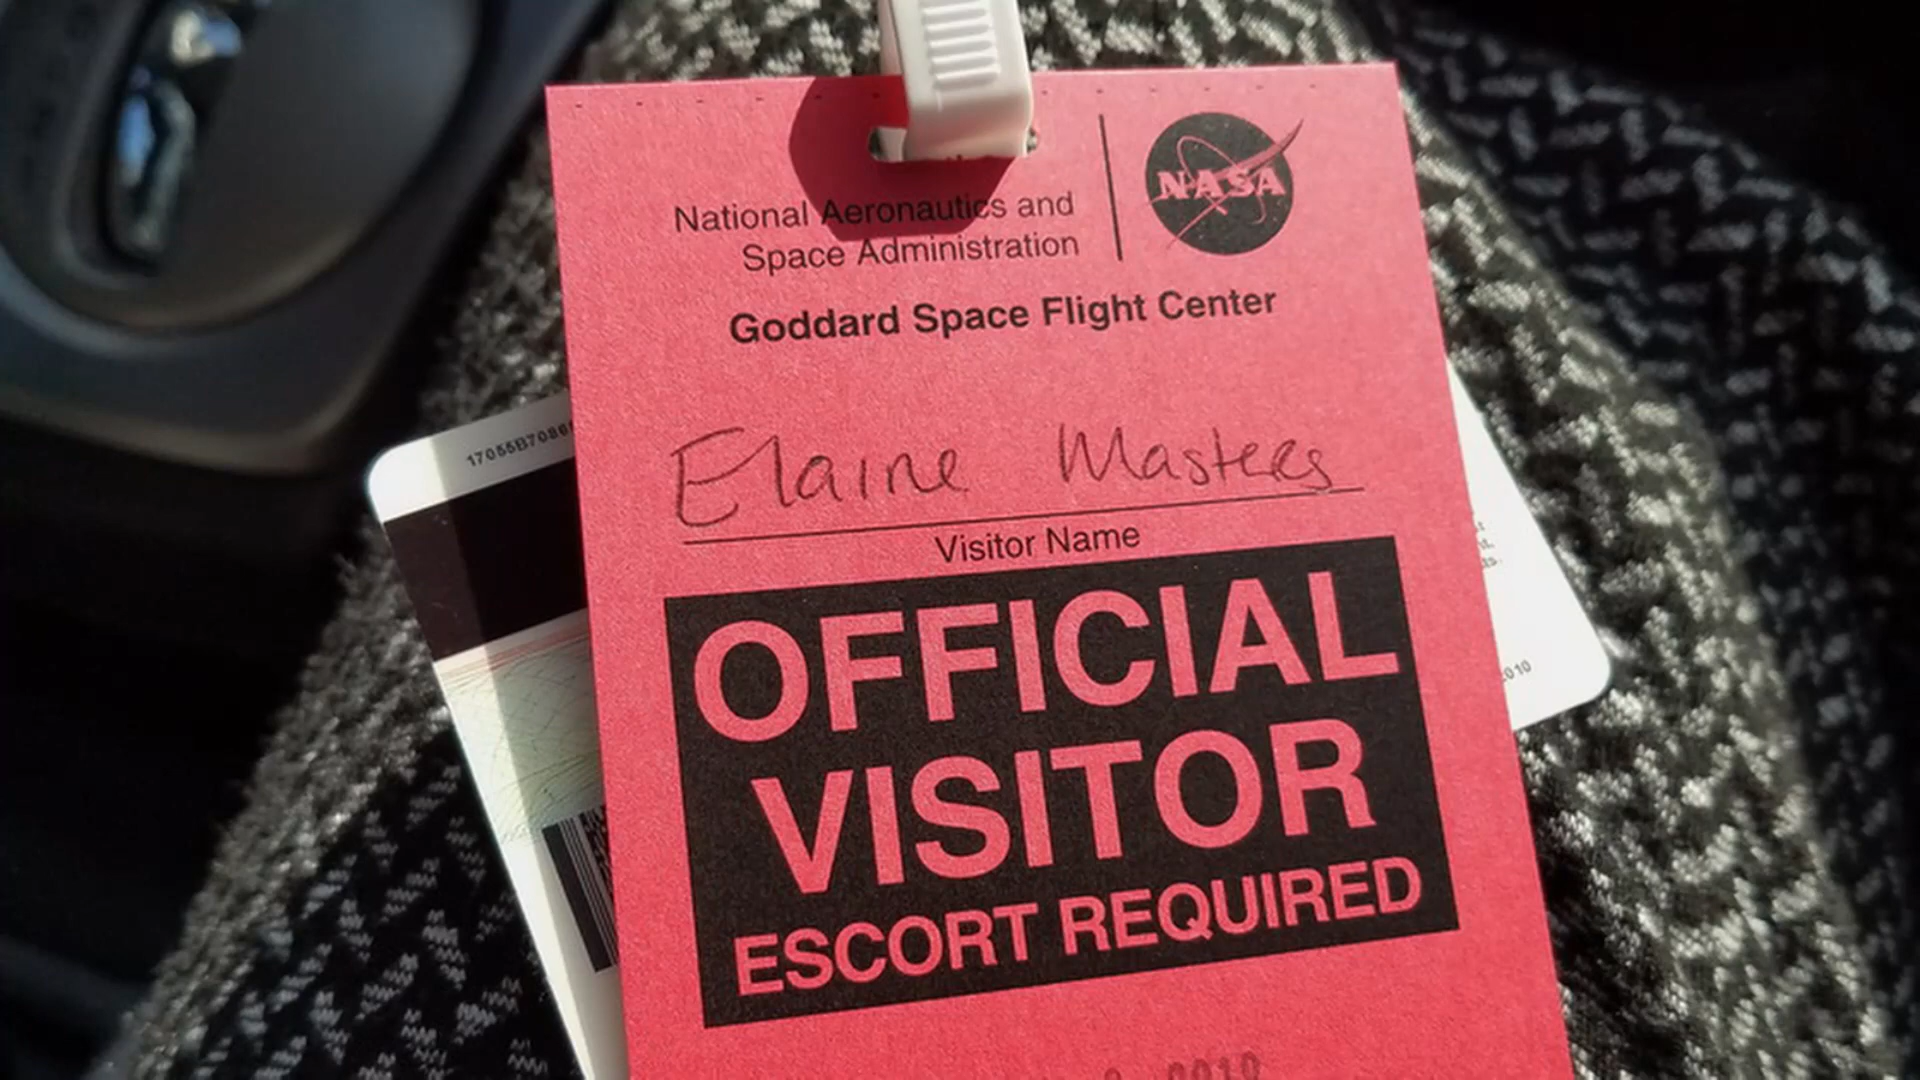 National Aeronautics and
Space Administration
NASA
Goddard Space Flight Center
Elaine Masters
Visitor Name
OFFICIAL
VISITOR
ESCORT REQUIRED